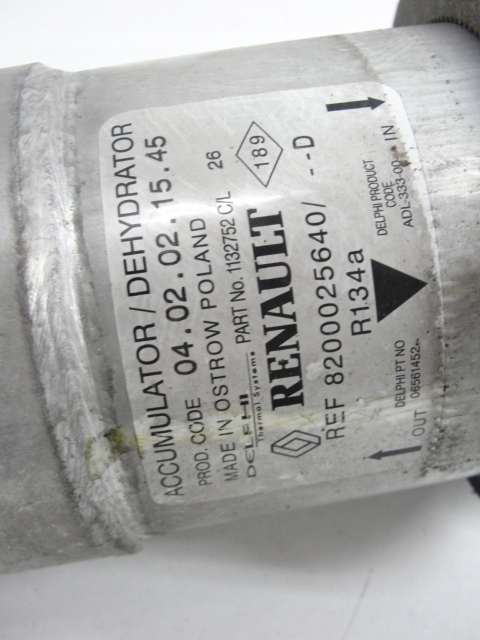 ACCUMULATOR / DEHYDRATOR
PROD. CODE 04.02.02.15.45
MADE IN OSTROW POLAND 26
DELPHI PART No. 1132752 C/L
Thermal Systems
RENAULT 189
REF 8200025640/ --D
R134a
DELPHI PT NO
06561452
DELPHI PRODUCT
CODE
ADL-333-00
OUT IN